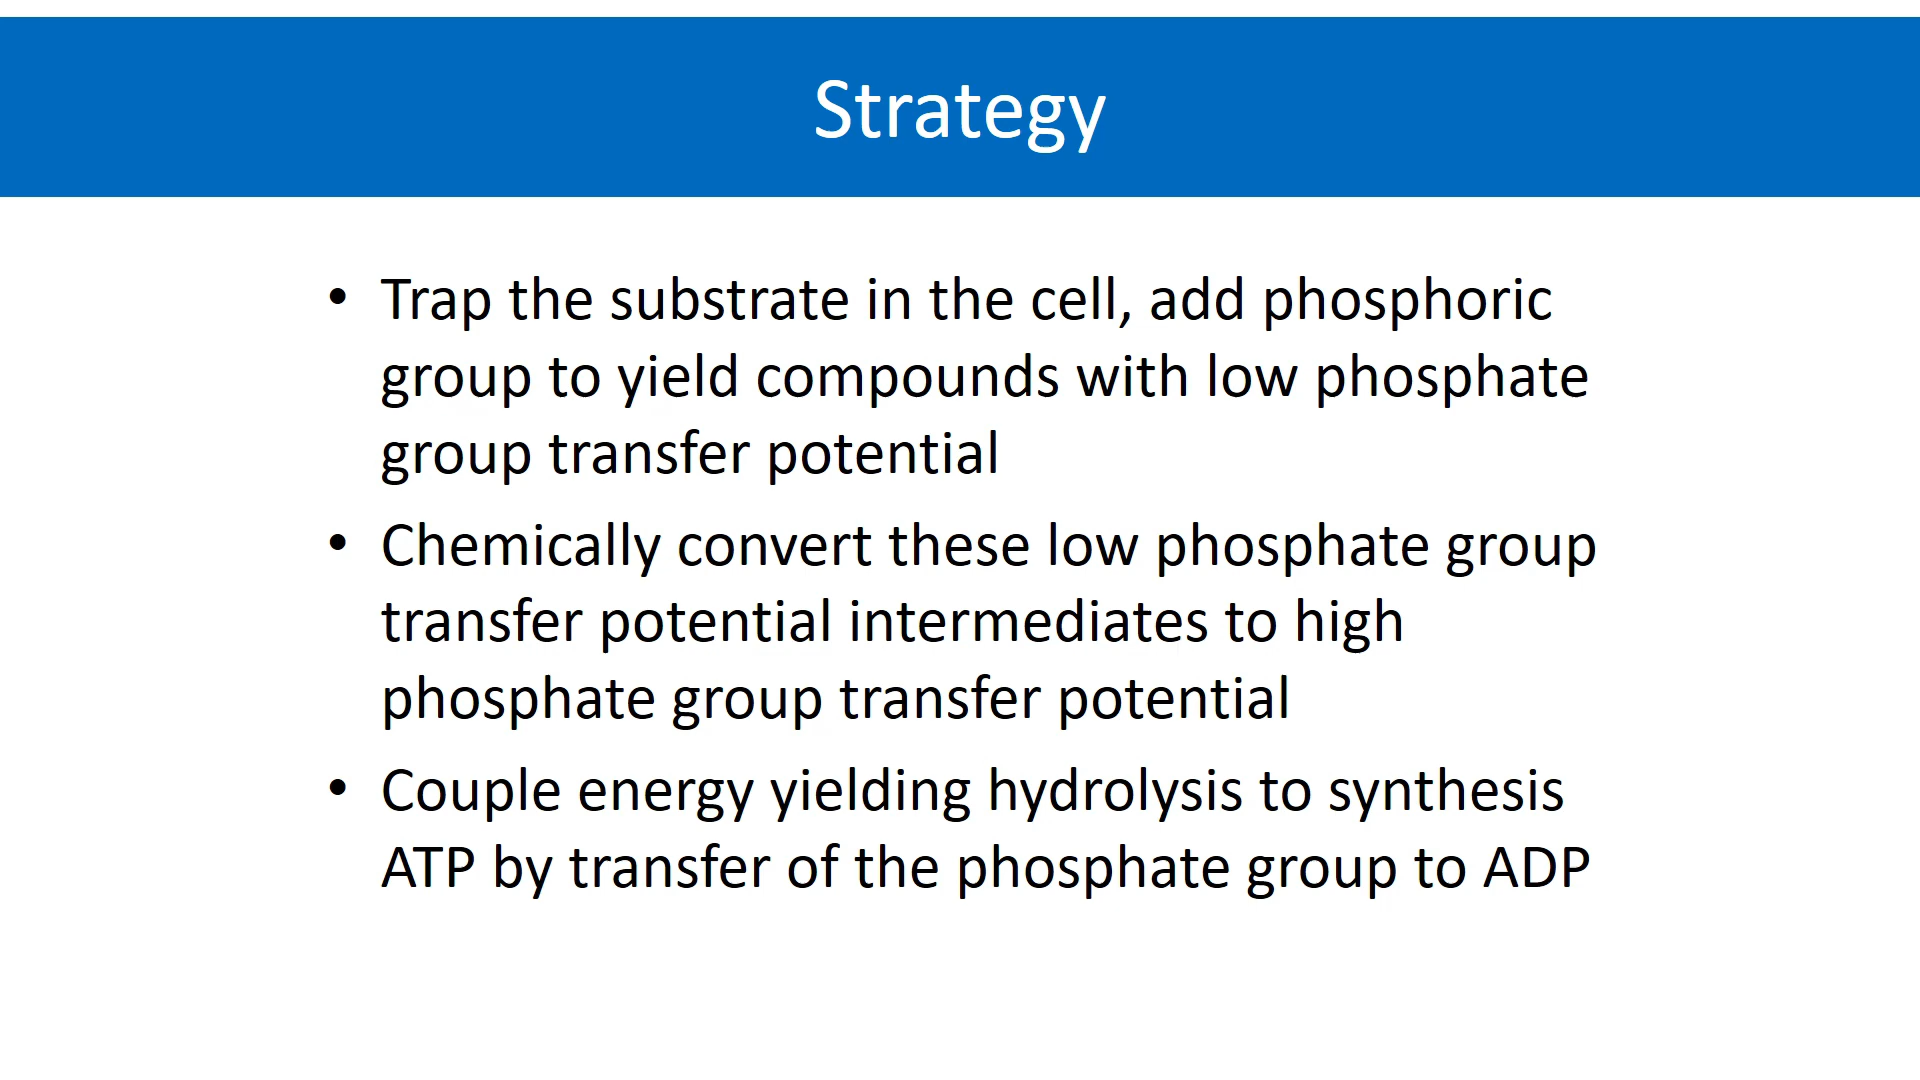 Strategy
• Trap the substrate in the cell, add phosphoric
group to yield compounds with low phosphate
group transfer potential
• Chemically convert these low phosphate group
transfer potential intermediates to high
phosphate group transfer potential
• Couple energy yielding hydrolysis to synthesis
ATP by transfer of the phosphate group to ADP